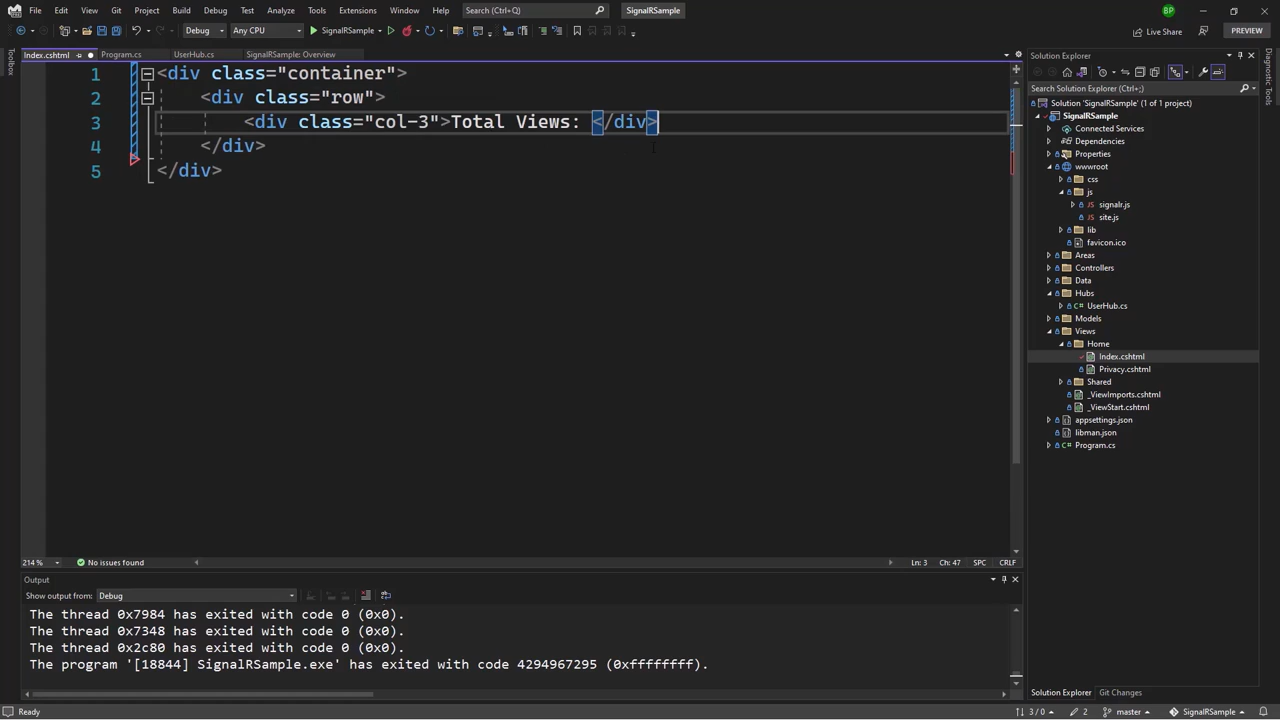 File Edit View Git Project Build Debug Test Analyze Tools Extensions Window Help Search (Ctrl+Q) SignalRSample BP
Debug Any CPU SignalRSample Live Share PREVIEW
Index.cshtml Program.cs UserHub.cs SignalRSample: Overview
Toolbox
1 <div class="container">
2 <div class="row">
3 <div class="col-3">Total Views: </div>
4 </div>
5 </div>
214 % No issues found Ln: 3 Ch: 47 SPC CRLF
Output
Show output from: Debug
The thread 0x7984 has exited with code 0 (0x0).
The thread 0x7348 has exited with code 0 (0x0).
The thread 0x2c80 has exited with code 0 (0x0).
The program '[18844] SignalRSample.exe' has exited with code 4294967295 (0xffffffff).
Solution Explorer
Search Solution Explorer (Ctrl+;)
Solution 'SignalRSample' (1 of 1 project)
SignalRSample
Connected Services
Dependencies
Properties
wwwroot
css
js
signalr.js
site.js
lib
favicon.ico
Areas
Controllers
Data
Hubs
C# UserHub.cs
Models
Views
Home
Index.cshtml
Privacy.cshtml
Shared
_ViewImports.cshtml
_ViewStart.cshtml
appsettings.json
libman.json
C# Program.cs
Solution Explorer Git Changes
Diagnostic Tools
Ready 3 / 0 2 master SignalRSample